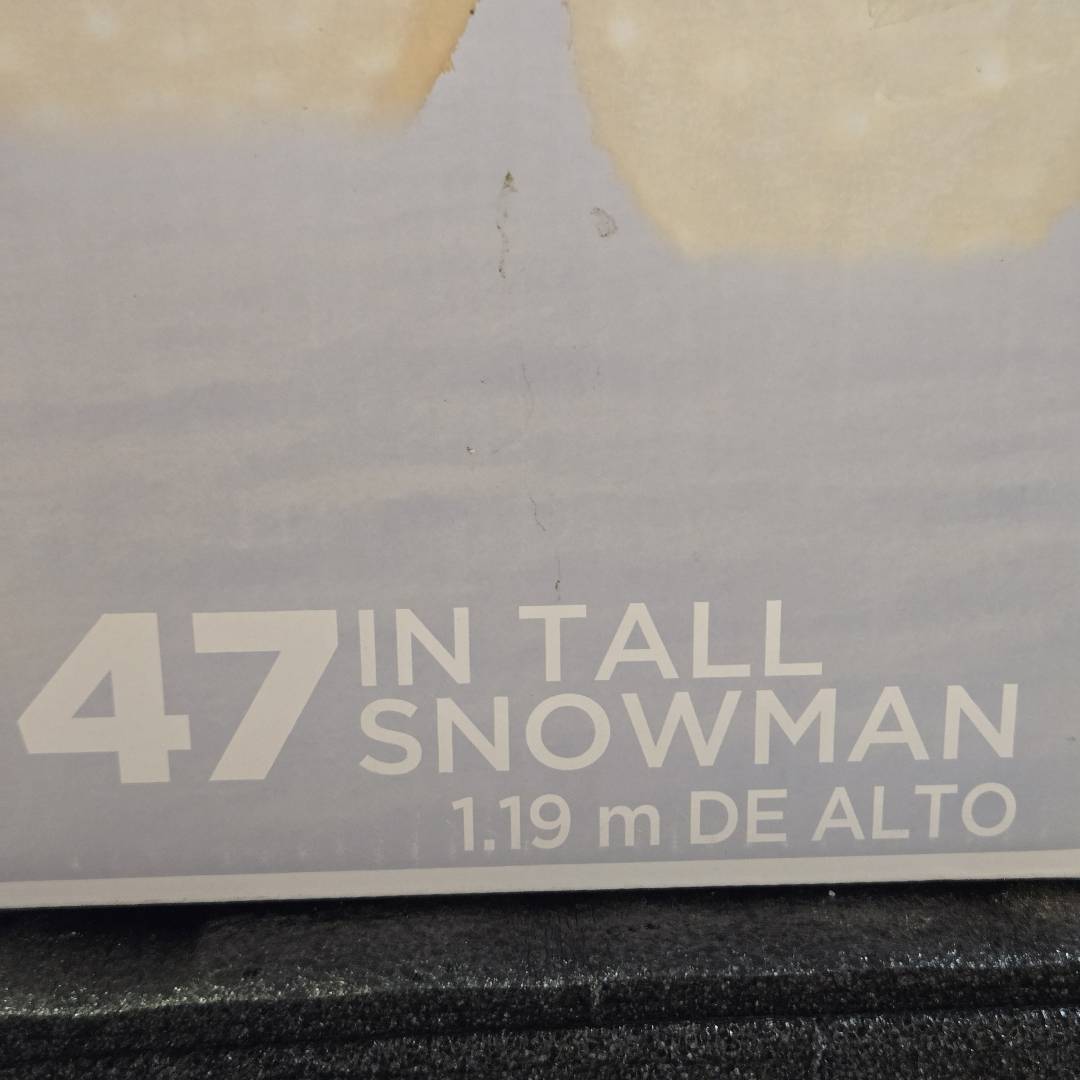 47 IN TALL
SNOWMAN
1.19 m DE ALTO